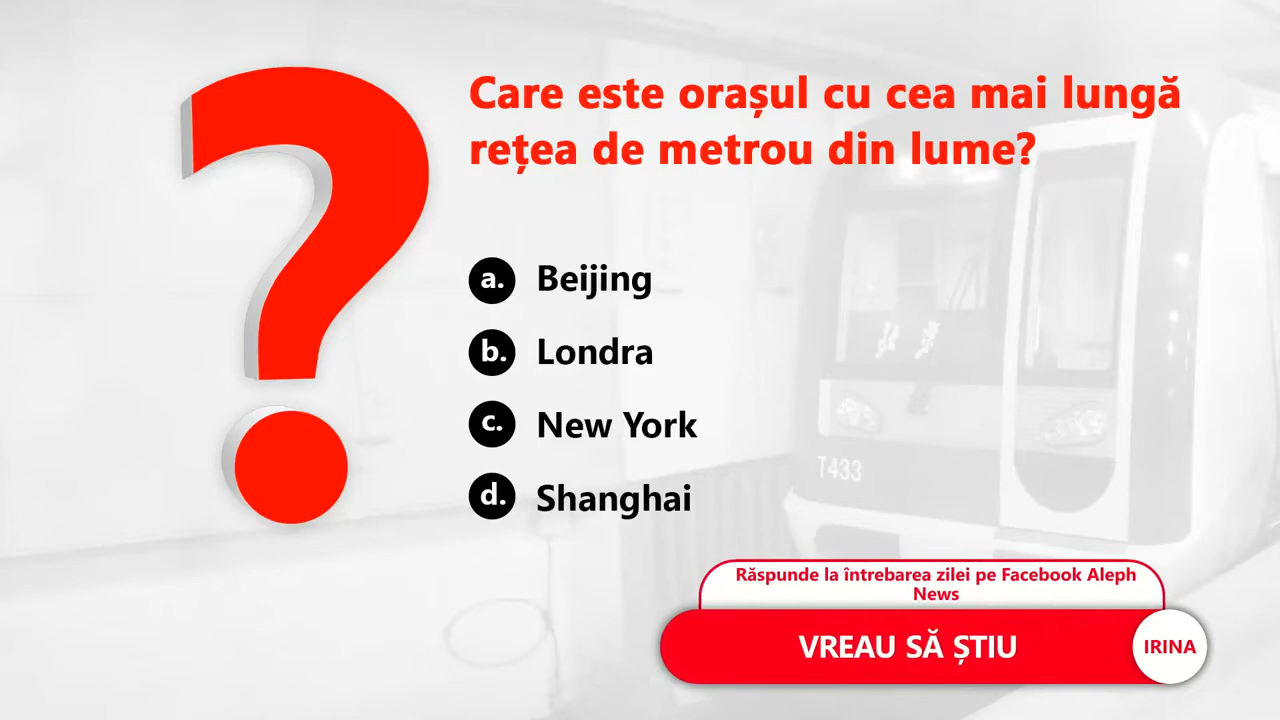 ?
Care este orașul cu cea mai lungă
rețea de metrou din lume?
a. Beijing
b. Londra
c. New York
d. Shanghai
T433
Răspunde la întrebarea zilei pe Facebook Aleph
News
VREAU SĂ ȘTIU
IRINA